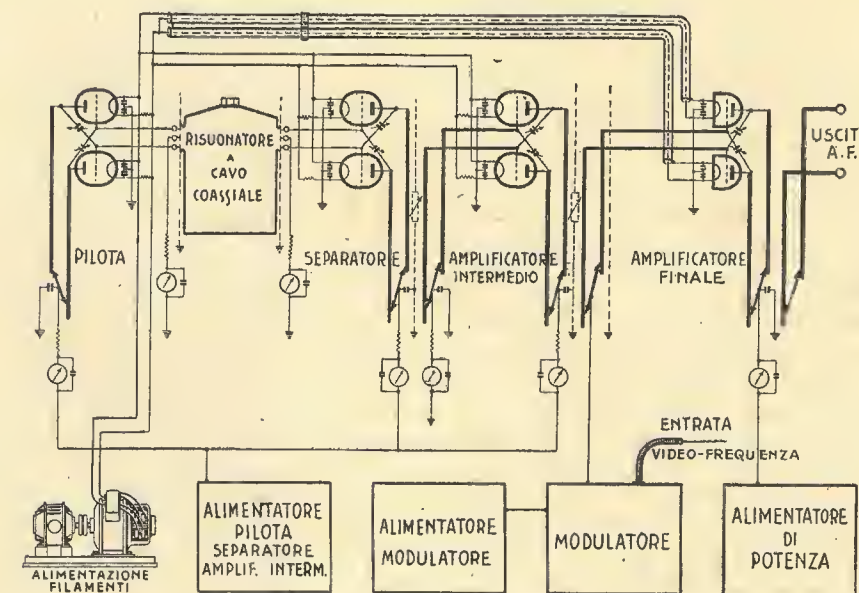 RISUONATORE
A
CAVO
COASSIALE
PILOTA
SEPARATORE
AMPLIFICATORE
INTERMEDIO
AMPLIFICATORE
FINALE
USCIT
A.F.
ENTRATA
VIDEO-FREQUENZA
ALIMENTAZIONE
FILAMENTI
ALIMENTATORE
PILOTA
SEPARATORE
AMPLIF. INTERM.
ALIMENTATORE
MODULATORE
MODULATORE
ALIMENTATORE
DI
POTENZA